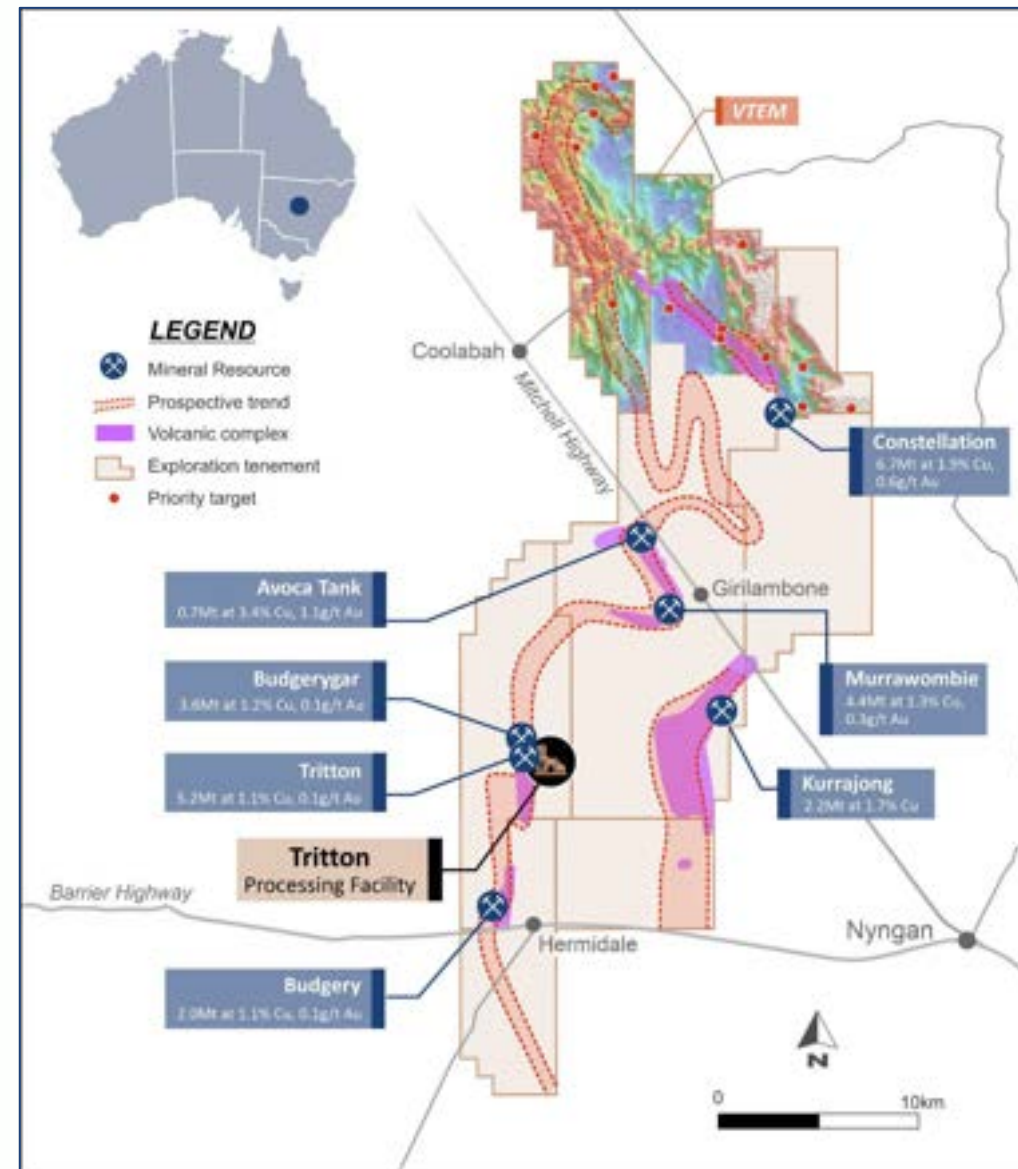 VTEM
LEGEND
Mineral Resource
Prospective trend
Volcanic complex
Exploration tenement
Priority target
Coolabah
Mitchell Highway
Constellation
6.7Mt at 1.9% Cu,
0.6g/t Au
Avoca Tank
0.7Mt at 3.4% Cu, 1.1g/t Au
Girilambone
Budgerygar
3.6Mt at 1.2% Cu, 0.1g/t Au
Murrawombie
4.4Mt at 1.3% Cu,
0.3g/t Au
Tritton
5.2Mt at 1.1% Cu, 0.1g/t Au
Kurrajong
2.2Mt at 1.7% Cu
Tritton
Processing Facility
Barrier Highway
Hermidale
Nyngan
Budgery
2.0Mt at 1.1% Cu, 0.1g/t Au
N
0
10km